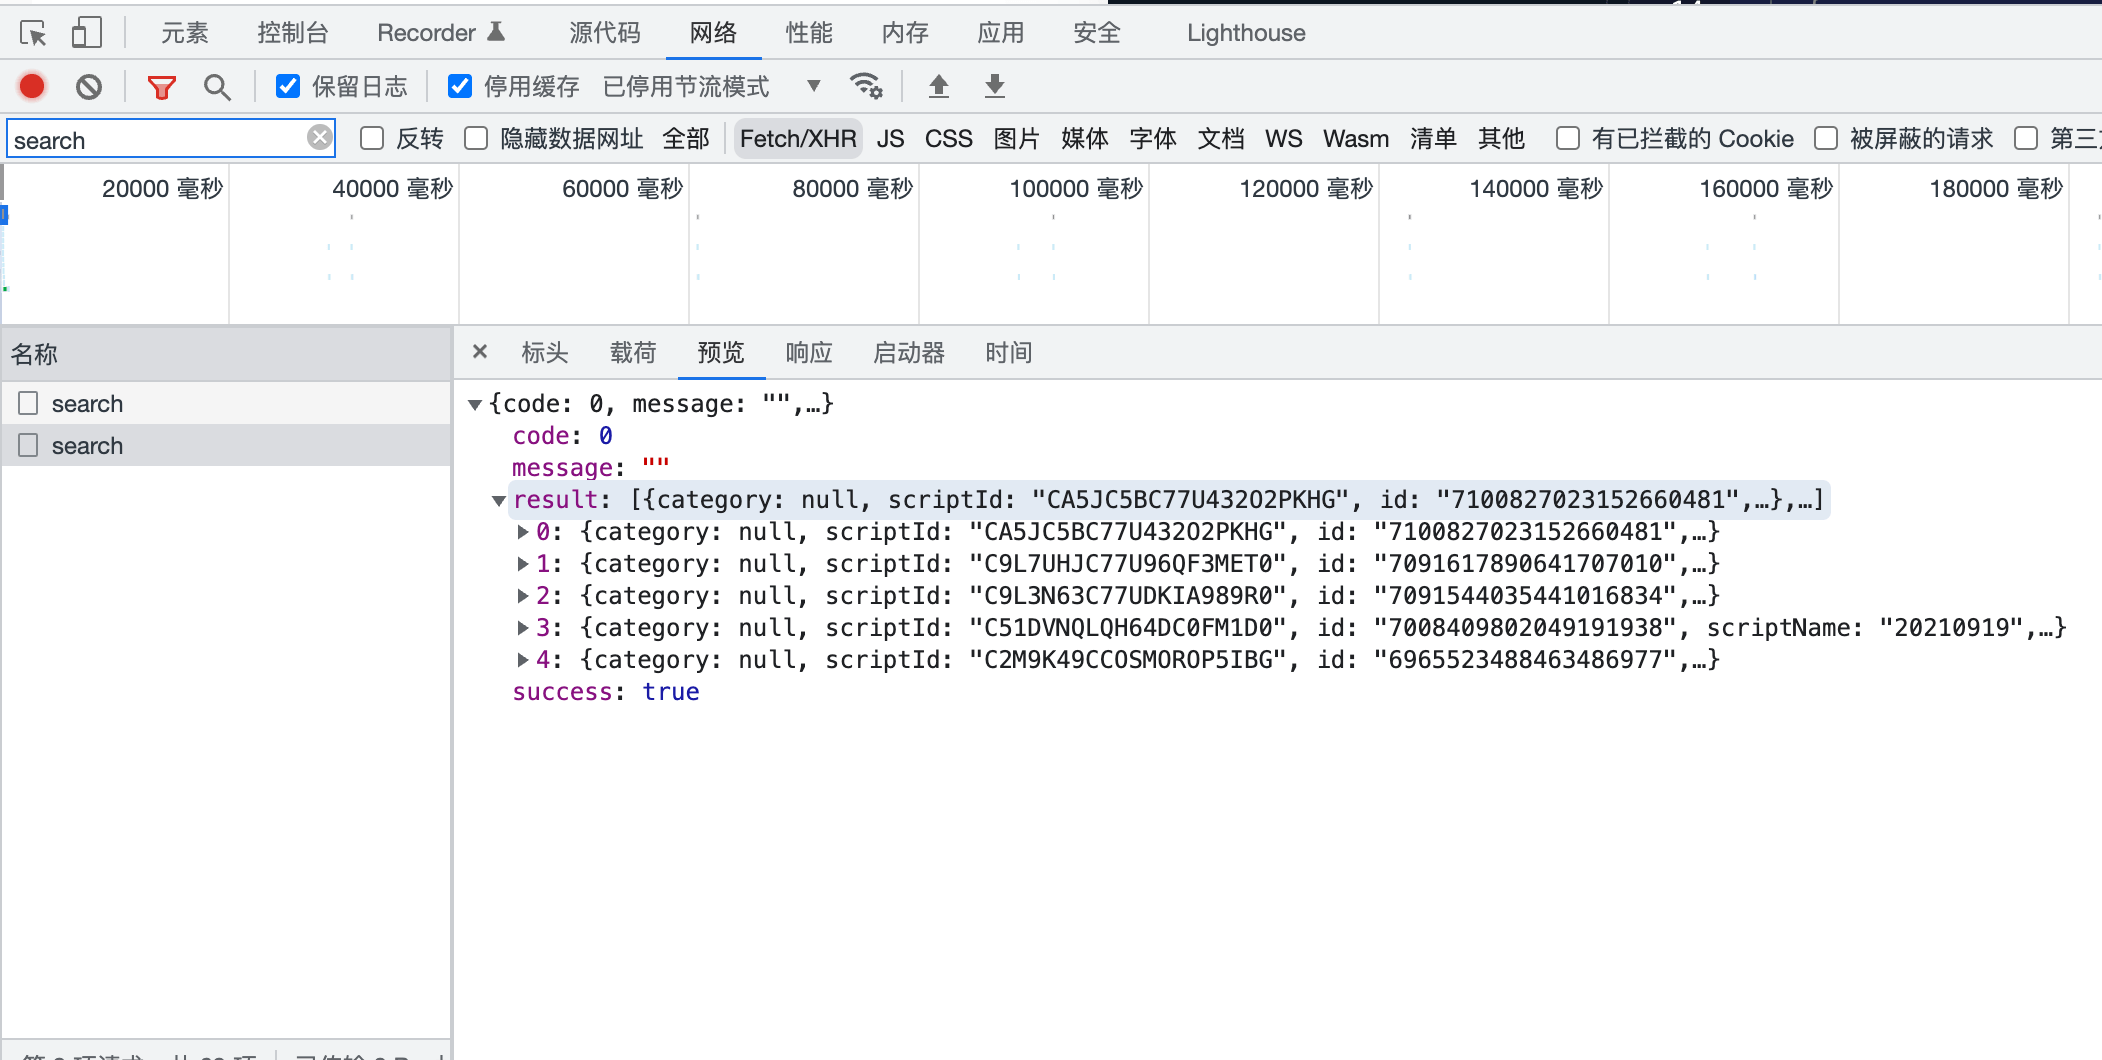 元素 控制台 Recorder 源代码 网络 性能 内存 应用 安全 Lighthouse
保留日志 停用缓存 已停用节流模式
search 反转 隐藏数据网址 全部 Fetch/XHR JS CSS 图片 媒体 字体 文档 WS Wasm 清单 其他 有已拦截的 Cookie 被屏蔽的请求 第三
20000 毫秒 40000 毫秒 60000 毫秒 80000 毫秒 100000 毫秒 120000 毫秒 140000 毫秒 160000 毫秒 180000 毫秒
名称
search
search
标头 载荷 预览 响应 启动器 时间
{code: 0, message: "",…}
code: 0
message: ""
result: [{category: null, scriptId: "CA5JC5BC77U432O2PKHG", id: "7100827023152660481",…},…]
0: {category: null, scriptId: "CA5JC5BC77U432O2PKHG", id: "7100827023152660481",…}
1: {category: null, scriptId: "C9L7UHJC77U96QF3MET0", id: "7091617890641707010",…}
2: {category: null, scriptId: "C9L3N63C77UDKIA989R0", id: "7091544035441016834",…}
3: {category: null, scriptId: "C51DVNQLQH64DC0FM1D0", id: "7008409802049191938", scriptName: "20210919",…}
4: {category: null, scriptId: "C2M9K49CCOSMOROP5IBG", id: "6965523488463486977",…}
success: true